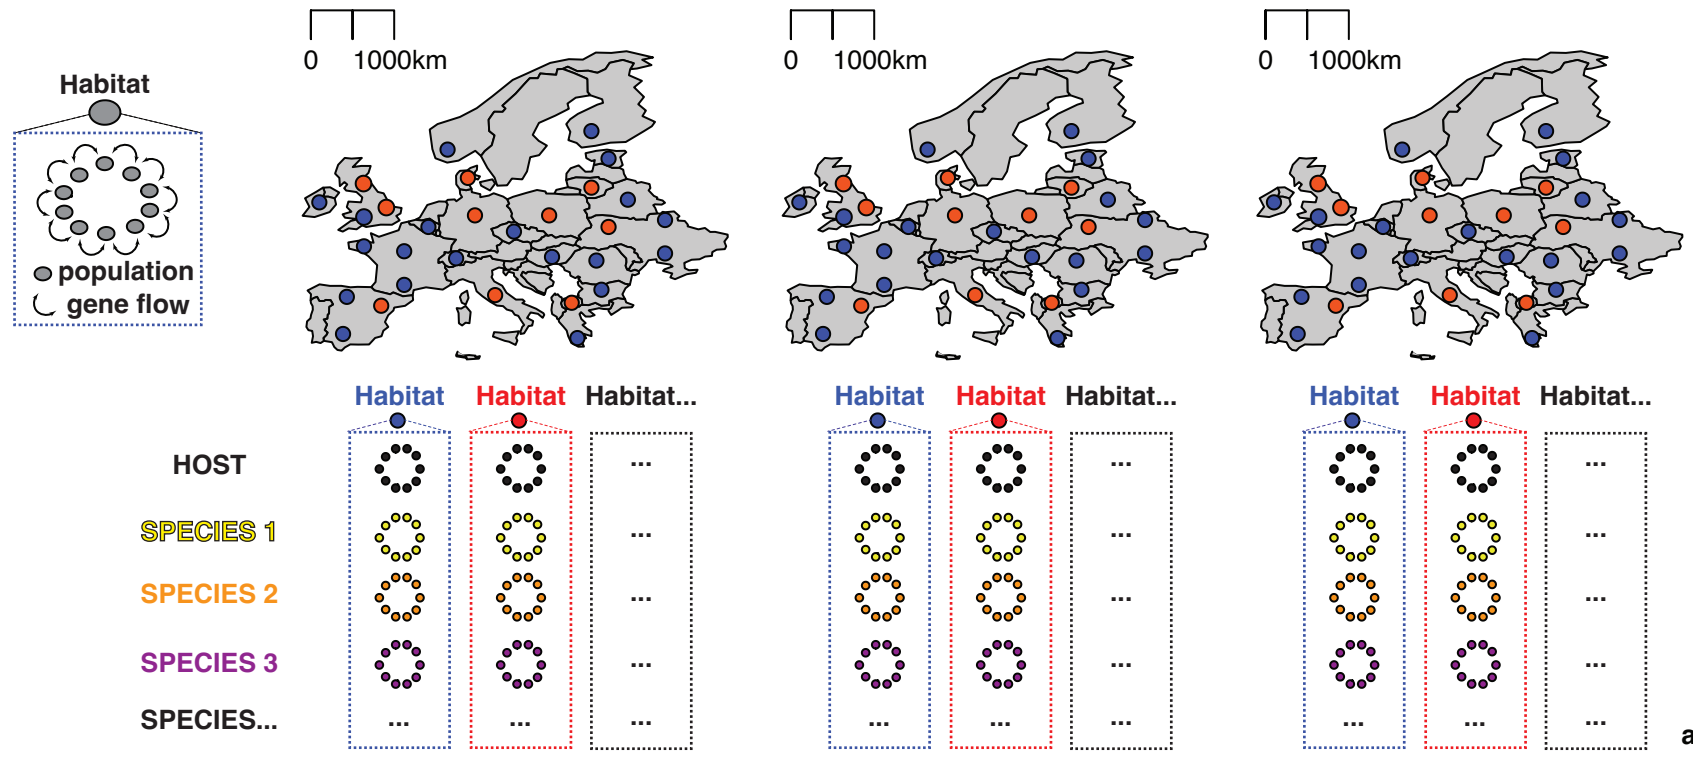 0 1000km 0 1000km 0 1000km
Habitat
population
gene flow
Habitat Habitat Habitat... Habitat Habitat Habitat... Habitat Habitat Habitat...
HOST ... ... ...
SPECIES 1 ... ... ...
SPECIES 2 ... ... ...
SPECIES 3 ... ... ...
SPECIES... ... ... ... ... ... ... ... ... ...
a